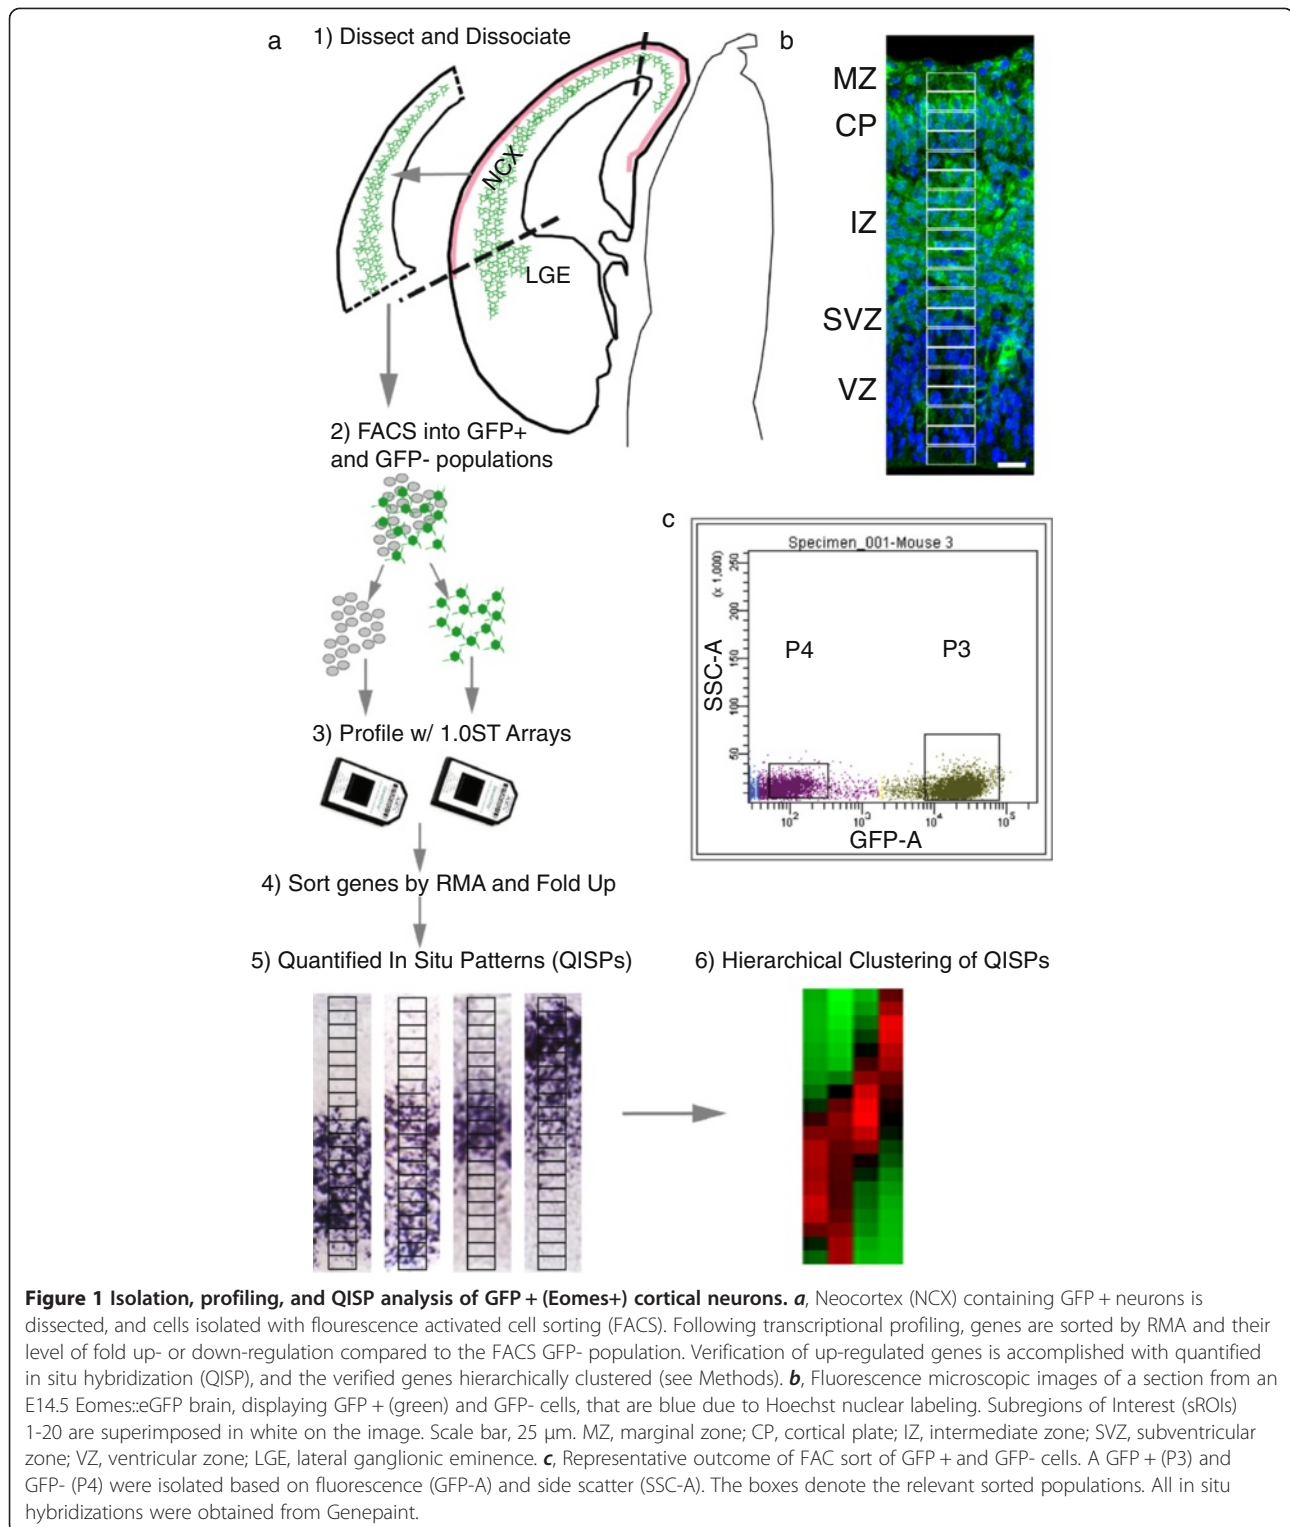 a
1) Dissect and Dissociate
NCX
LGE
2) FACS into GFP+
and GFP- populations
3) Profile w/ 1.0ST Arrays
4) Sort genes by RMA and Fold Up
5) Quantified In Situ Patterns (QISPs)
6) Hierarchical Clustering of QISPs
b
MZ
CP
IZ
SVZ
VZ
c
Specimen_001-Mouse 3
(x 1,000)
SSC-A
250
200
150
100
50
P4
P3
10²
10³
10⁴
10⁵
GFP-A
Figure 1 Isolation, profiling, and QISP analysis of GFP + (Eomes+) cortical neurons. a, Neocortex (NCX) containing GFP + neurons is
dissected, and cells isolated with flourescence activated cell sorting (FACS). Following transcriptional profiling, genes are sorted by RMA and their
level of fold up- or down-regulation compared to the FACS GFP- population. Verification of up-regulated genes is accomplished with quantified
in situ hybridization (QISP), and the verified genes hierarchically clustered (see Methods). b, Fluorescence microscopic images of a section from an
E14.5 Eomes::eGFP brain, displaying GFP + (green) and GFP- cells, that are blue due to Hoechst nuclear labeling. Subregions of Interest (sROIs)
1-20 are superimposed in white on the image. Scale bar, 25 μm. MZ, marginal zone; CP, cortical plate; IZ, intermediate zone; SVZ, subventricular
zone; VZ, ventricular zone; LGE, lateral ganglionic eminence. c, Representative outcome of FAC sort of GFP + and GFP- cells. A GFP + (P3) and
GFP- (P4) were isolated based on fluorescence (GFP-A) and side scatter (SSC-A). The boxes denote the relevant sorted populations. All in situ
hybridizations were obtained from Genepaint.